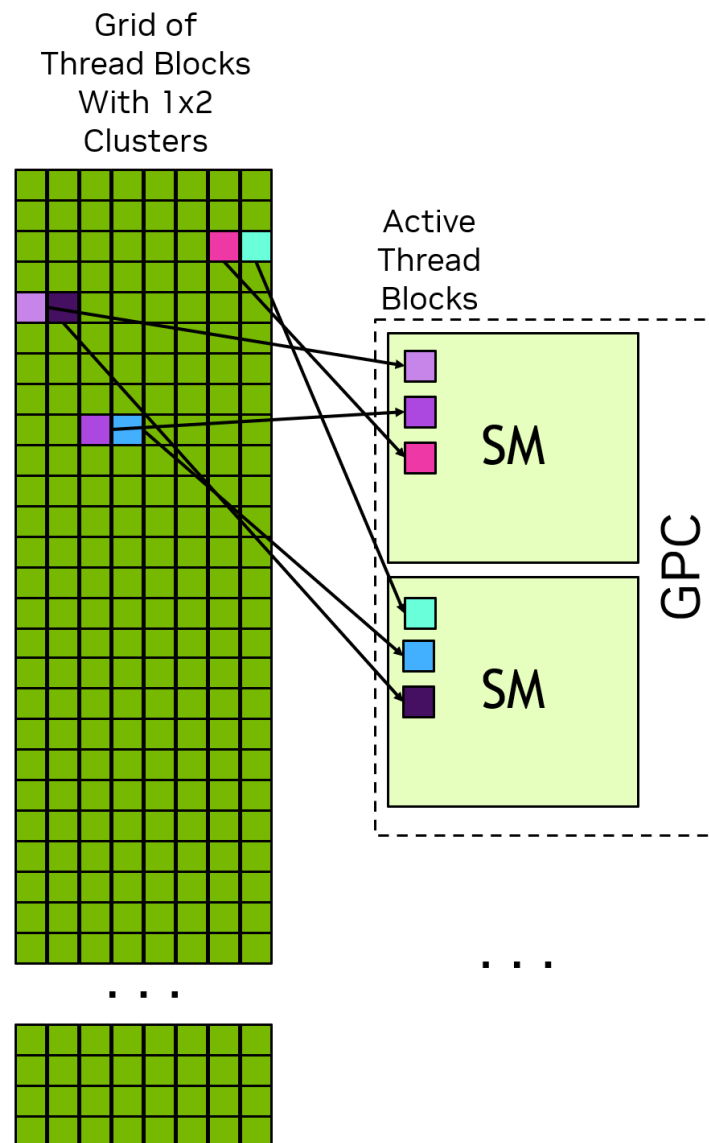 Grid of
Thread Blocks
With 1x2
Clusters
Active
Thread
Blocks
SM
GPC
SM
. . .
. . .